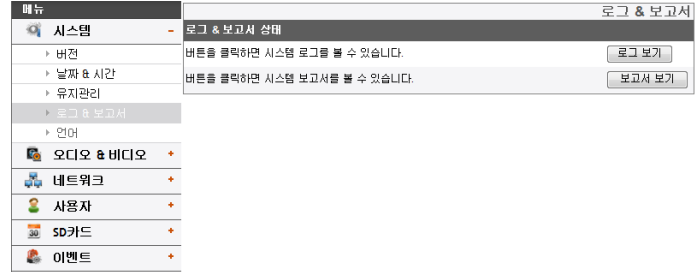 메뉴
시스템 -
버전
날짜 & 시간
유지관리
로그 & 보고서
언어
오디오 & 비디오 +
네트워크 +
사용자 +
30 SD카드 +
이벤트 +
로그 & 보고서
로그 & 보고서 상태
버튼을 클릭하면 시스템 로그를 볼 수 있습니다. 로그 보기
버튼을 클릭하면 시스템 보고서를 볼 수 있습니다. 보고서 보기